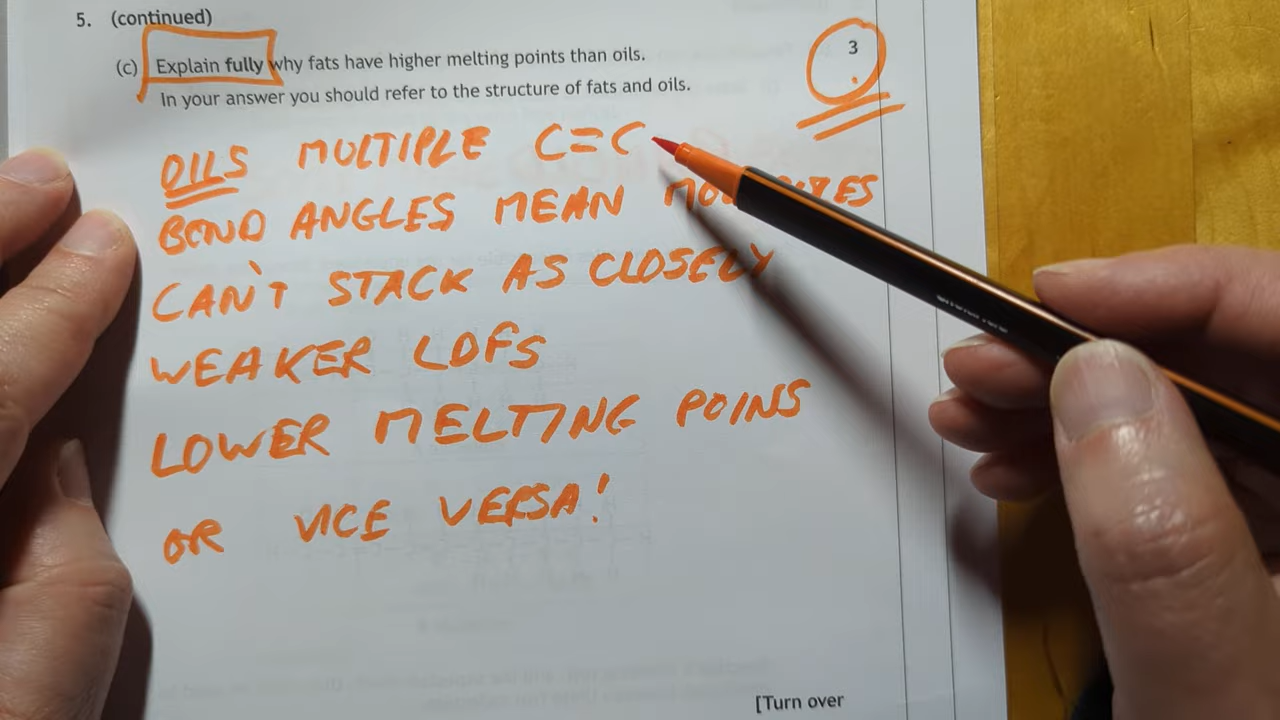 5. (continued)
(c) Explain fully why fats have higher melting points than oils.
3
In your answer you should refer to the structure of fats and oils.
OILS MULTIPLE C=C
BOND ANGLES MEAN
CAN'T STACK AS CLOSELY
WEAKER LDFS
LOWER MELTING POINS
OR VICE VERSA!
[Turn over